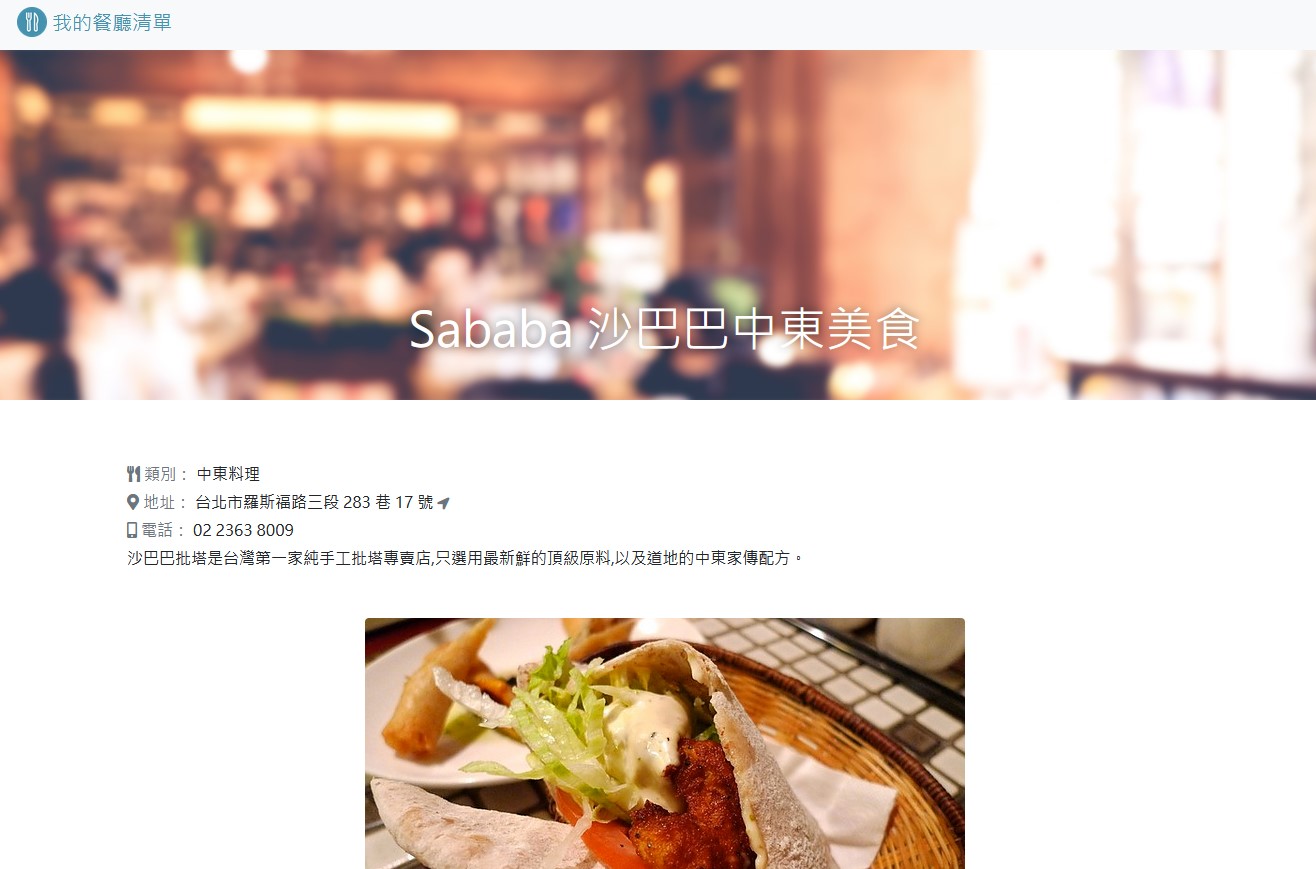 我的餐廳清單
Sababa 沙巴巴中東美食
類別： 中東料理
地址： 台北市羅斯福路三段 283 巷 17 號
電話： 02 2363 8009
沙巴巴批塔是台灣第一家純手工批塔專賣店,只選用最新鮮的頂級原料,以及道地的中東家傳配方。